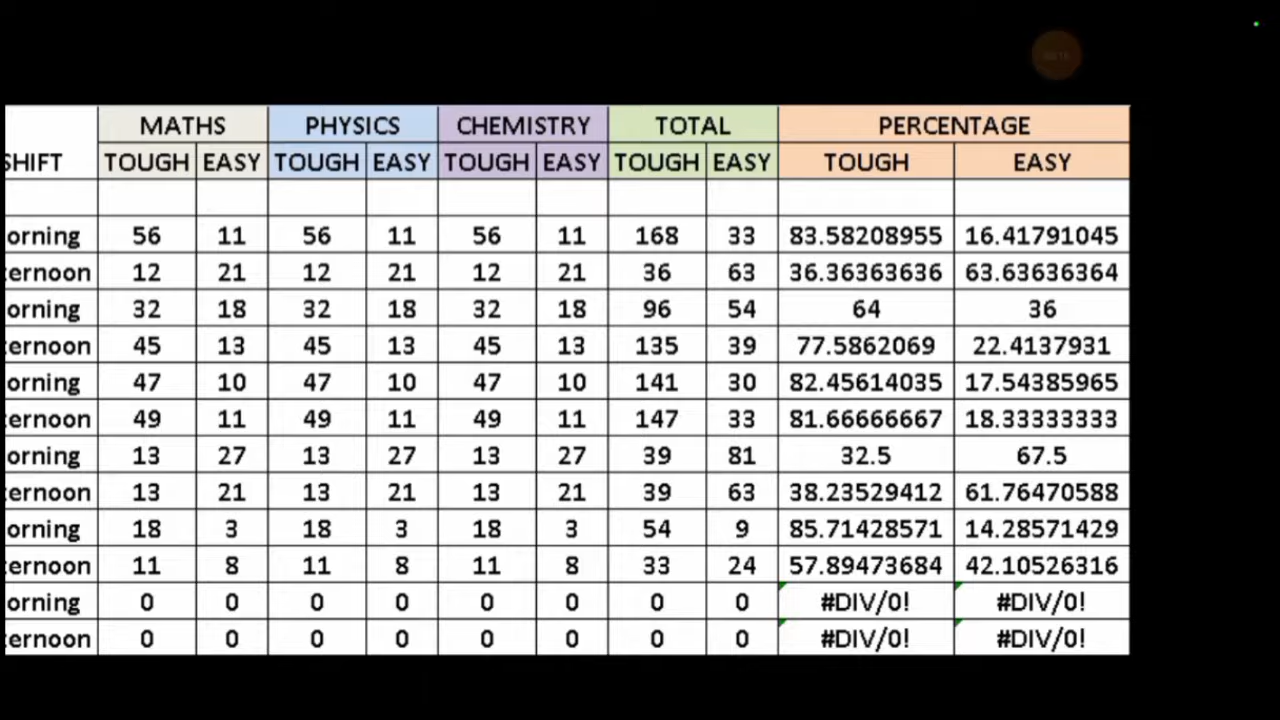 MATHS PHYSICS CHEMISTRY TOTAL PERCENTAGE
SHIFT TOUGH EASY TOUGH EASY TOUGH EASY TOUGH EASY TOUGH EASY
orning 56 11 56 11 56 11 168 33 83.58208955 16.41791045
ternoon 12 21 12 21 12 21 36 63 36.36363636 63.63636364
orning 32 18 32 18 32 18 96 54 64 36
ternoon 45 13 45 13 45 13 135 39 77.5862069 22.4137931
orning 47 10 47 10 47 10 141 30 82.45614035 17.54385965
ternoon 49 11 49 11 49 11 147 33 81.66666667 18.33333333
orning 13 27 13 27 13 27 39 81 32.5 67.5
ternoon 13 21 13 21 13 21 39 63 38.23529412 61.76470588
orning 18 3 18 3 18 3 54 9 85.71428571 14.28571429
ternoon 11 8 11 8 11 8 33 24 57.89473684 42.10526316
orning 0 0 0 0 0 0 0 0 #DIV/0! #DIV/0!
ternoon 0 0 0 0 0 0 0 0 #DIV/0! #DIV/0!